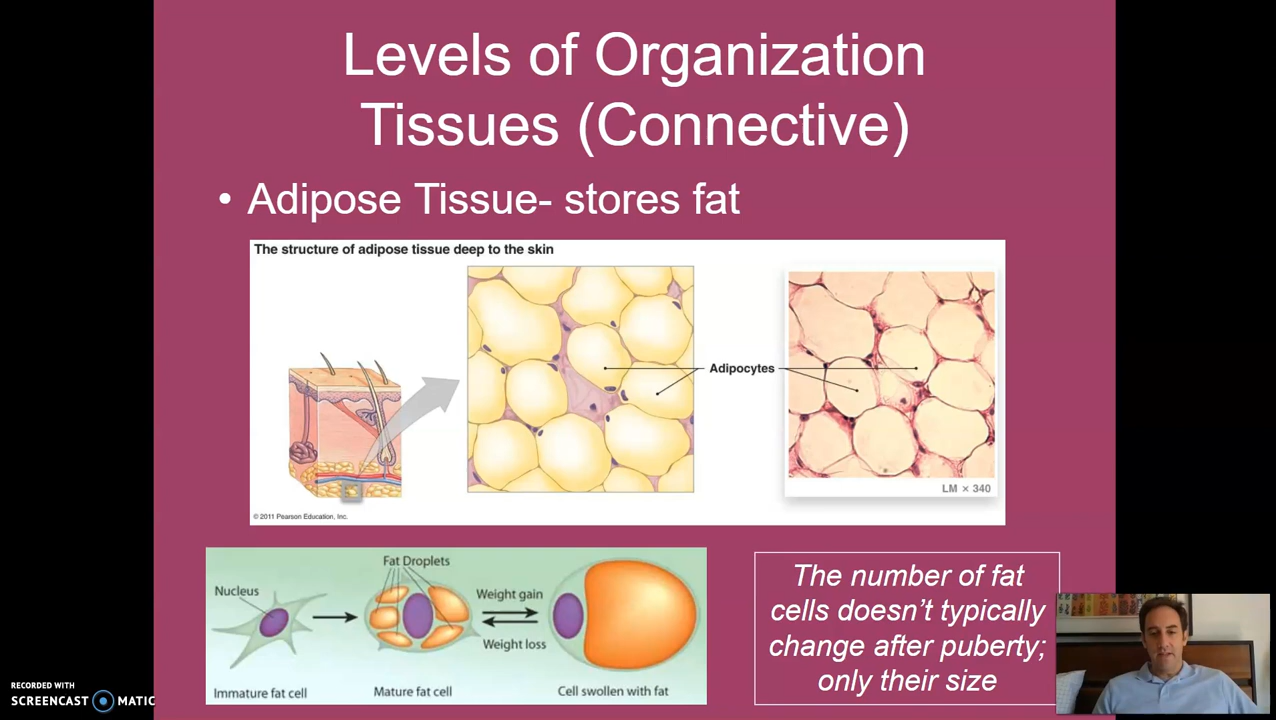 Levels of Organization
Tissues (Connective)
• Adipose Tissue- stores fat
The structure of adipose tissue deep to the skin
Adipocytes
LM × 340
© 2011 Pearson Education, Inc.
Fat Droplets
Nucleus
Weight gain
Weight loss
Immature fat cell
Mature fat cell
Cell swollen with fat
The number of fat
cells doesn't typically
change after puberty;
only their size
RECORDED WITH
SCREENCAST MATIC